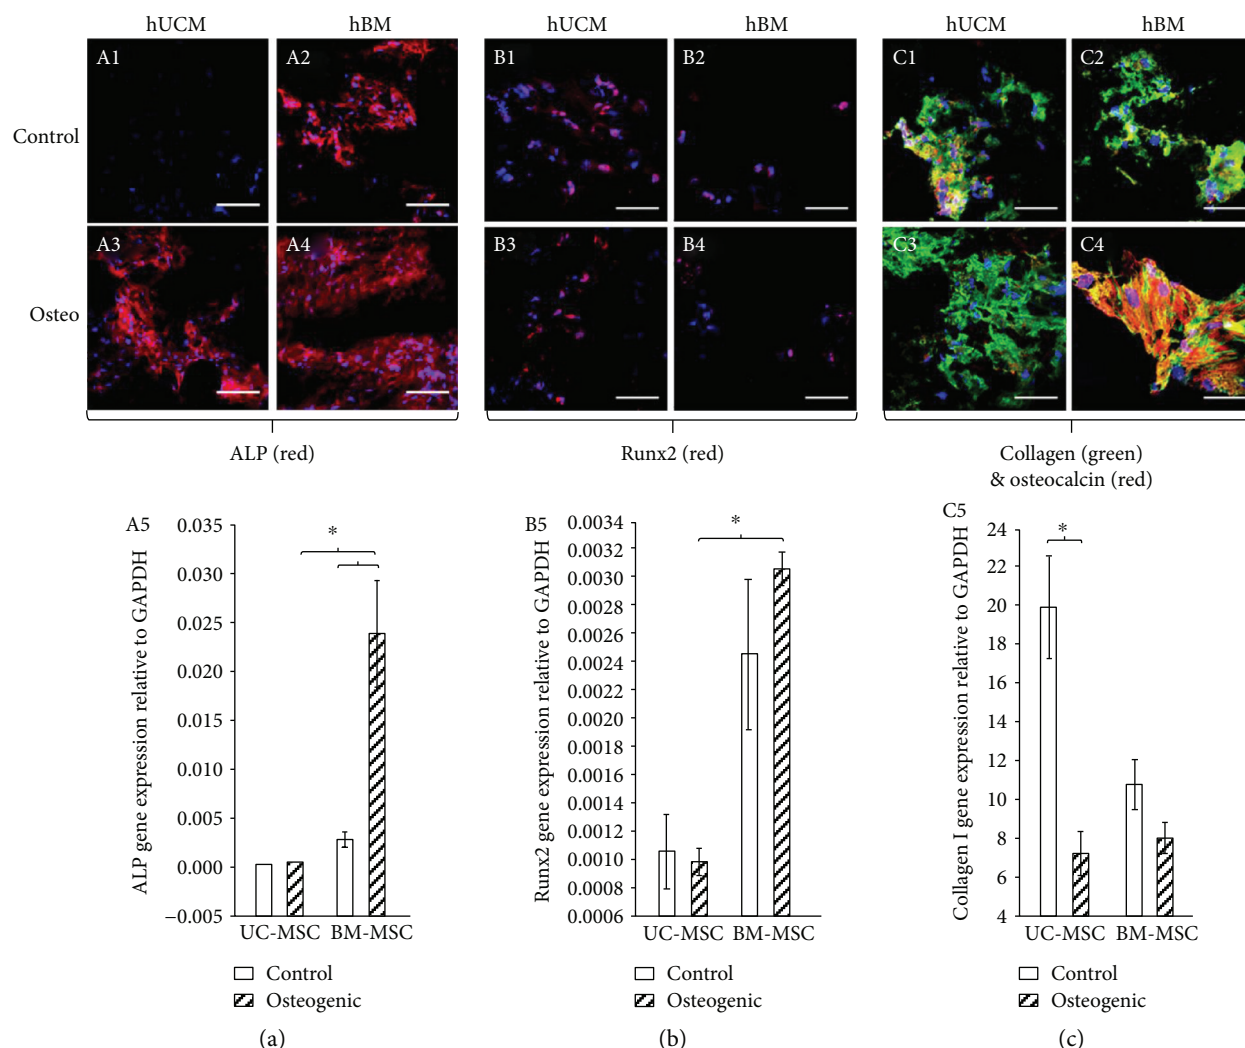 hUCM hBM hUCM hBM hUCM hBM
A1 A2 B1 B2 C1 C2
Control
A3 A4 B3 B4 C3 C4
Osteo
ALP (red) Runx2 (red) Collagen (green)
& osteocalcin (red)
A5
ALP gene expression relative to GAPDH
0.035
0.030
0.025
0.020
0.015
0.010
0.005
0.000
−0.005
*
UC-MSC BM-MSC
Control
Osteogenic
(a)
B5
Runx2 gene expression relative to GAPDH
0.0034
0.0032
0.0030
0.0028
0.0026
0.0024
0.0022
0.0020
0.0018
0.0016
0.0014
0.0012
0.0010
0.0008
0.0006
*
UC-MSC BM-MSC
Control
Osteogenic
(b)
C5
Collagen I gene expression relative to GAPDH
24
22
20
18
16
14
12
10
8
6
4
*
UC-MSC BM-MSC
Control
Osteogenic
(c)